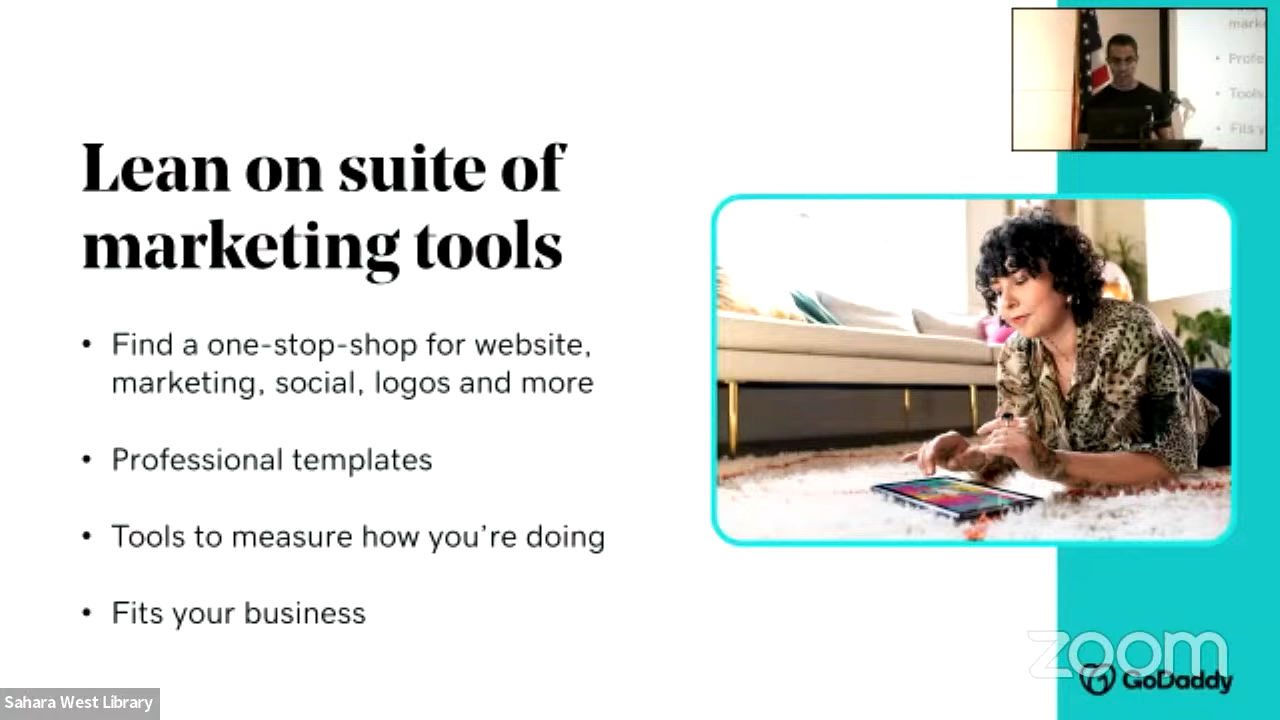 Lean on suite of
marketing tools
• Find a one-stop-shop for website,
marketing, social, logos and more
• Professional templates
• Tools to measure how you're doing
• Fits your business
zoom
GoDaddy
Sahara West Library